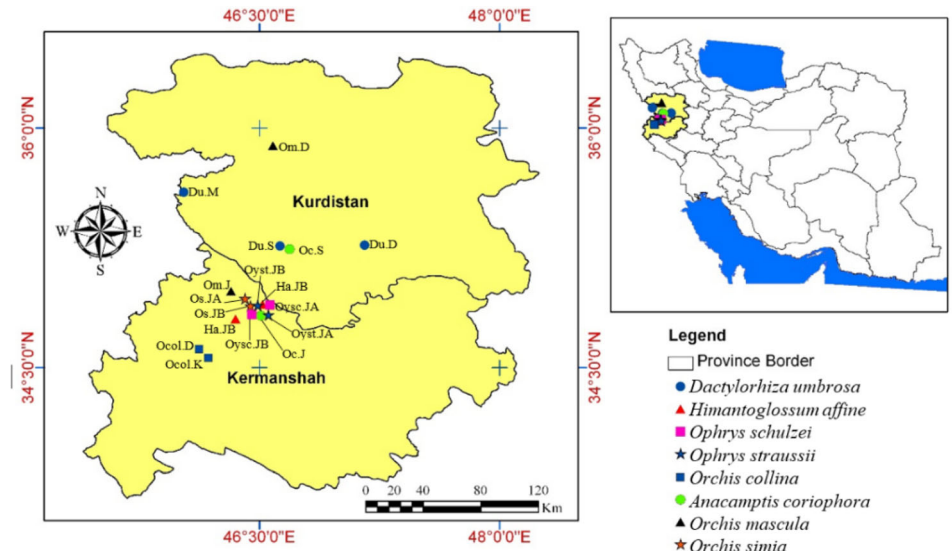 46°30'0"E
48°0'0"E
36°0'0"N
36°0'0"N
Om.D
Du.M
Kurdistan
N
W
E
S
Du.S
Oc.S
Du.D
Oyst.JB
Om.J
Ha.JB
Os.JA
Oysc.JA
Os.JB
Ha.JB
Oyst.JA
Oysc.JB
Oc.J
Ocol.D
Ocol.K
Kermanshah
34°30'0"N
34°30'0"N
0 20 40 80 120
Km
46°30'0"E
48°0'0"E
Legend
Province Border
Dactylorhiza umbrosa
Himantoglossum affine
Ophrys schulzei
Ophrys straussii
Orchis collina
Anacamptis coriophora
Orchis mascula
Orchis simia